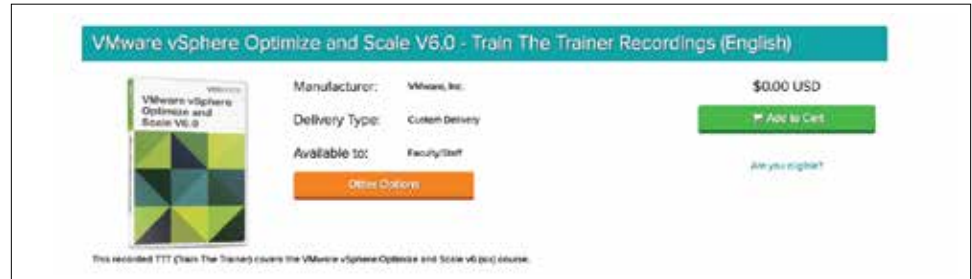 VMware vSphere Optimize and Scale V6.0 - Train The Trainer Recordings (English)
vmware
VMware vSphere
Optimize and
Scale V6.0
Manufacturer: VMware, Inc.
Delivery Type: Custom Delivery
Available to: Faculty/Staff
Other Options
$0.00 USD
Add to Cart
Are you eligible?
This recorded TTT (Train The Trainer) covers the VMware vSphere Optimize and Scale v6 course.